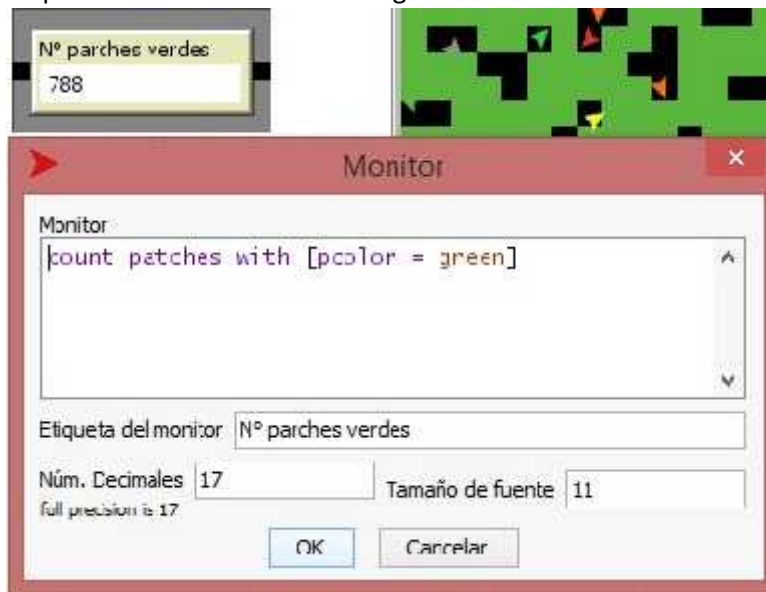 Nº parches verdes
788
Monitor
Monitor
count patches with [pcolor = green]
Etiqueta del monitor Nº parches verdes
Núm. Decimales 17 Tamaño de fuente 11
full precision is 17
OK Cancelar